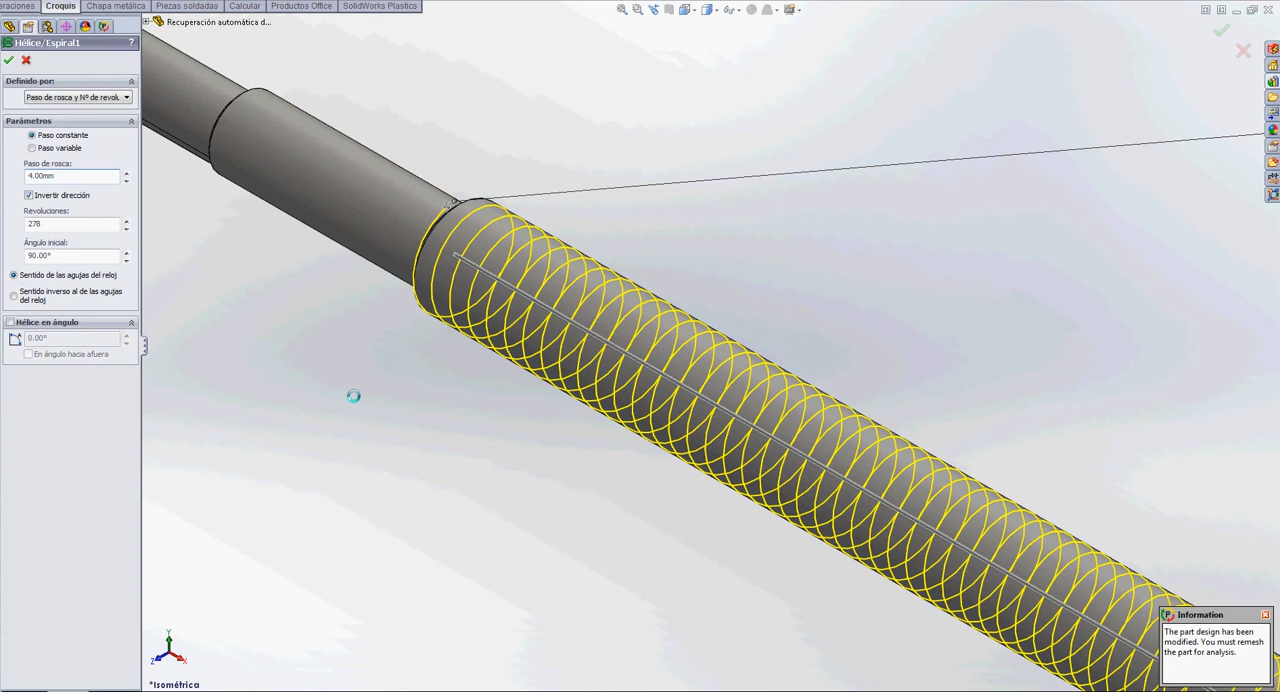 Croquis
Chapa metálica
Piezas soldadas
Calcular
Productos Office
SolidWorks Plastics
Recuperación automática d...
Hélice/Espiral1
?
Definido por:
Paso de rosca y Nº de revolu
Parámetros
Paso constante
Paso variable
Paso de rosca:
4.00mm
Invertir dirección
Revoluciones:
278
Ángulo inicial:
90.00°
Sentido de las agujas del reloj
Sentido inverso al de las agujas
del reloj
Hélice en ángulo
0.00°
En ángulo hacia afuera
Y
Z
X
*Isométrica
Information
The part design has been
modified. You must remesh
the part for analysis.